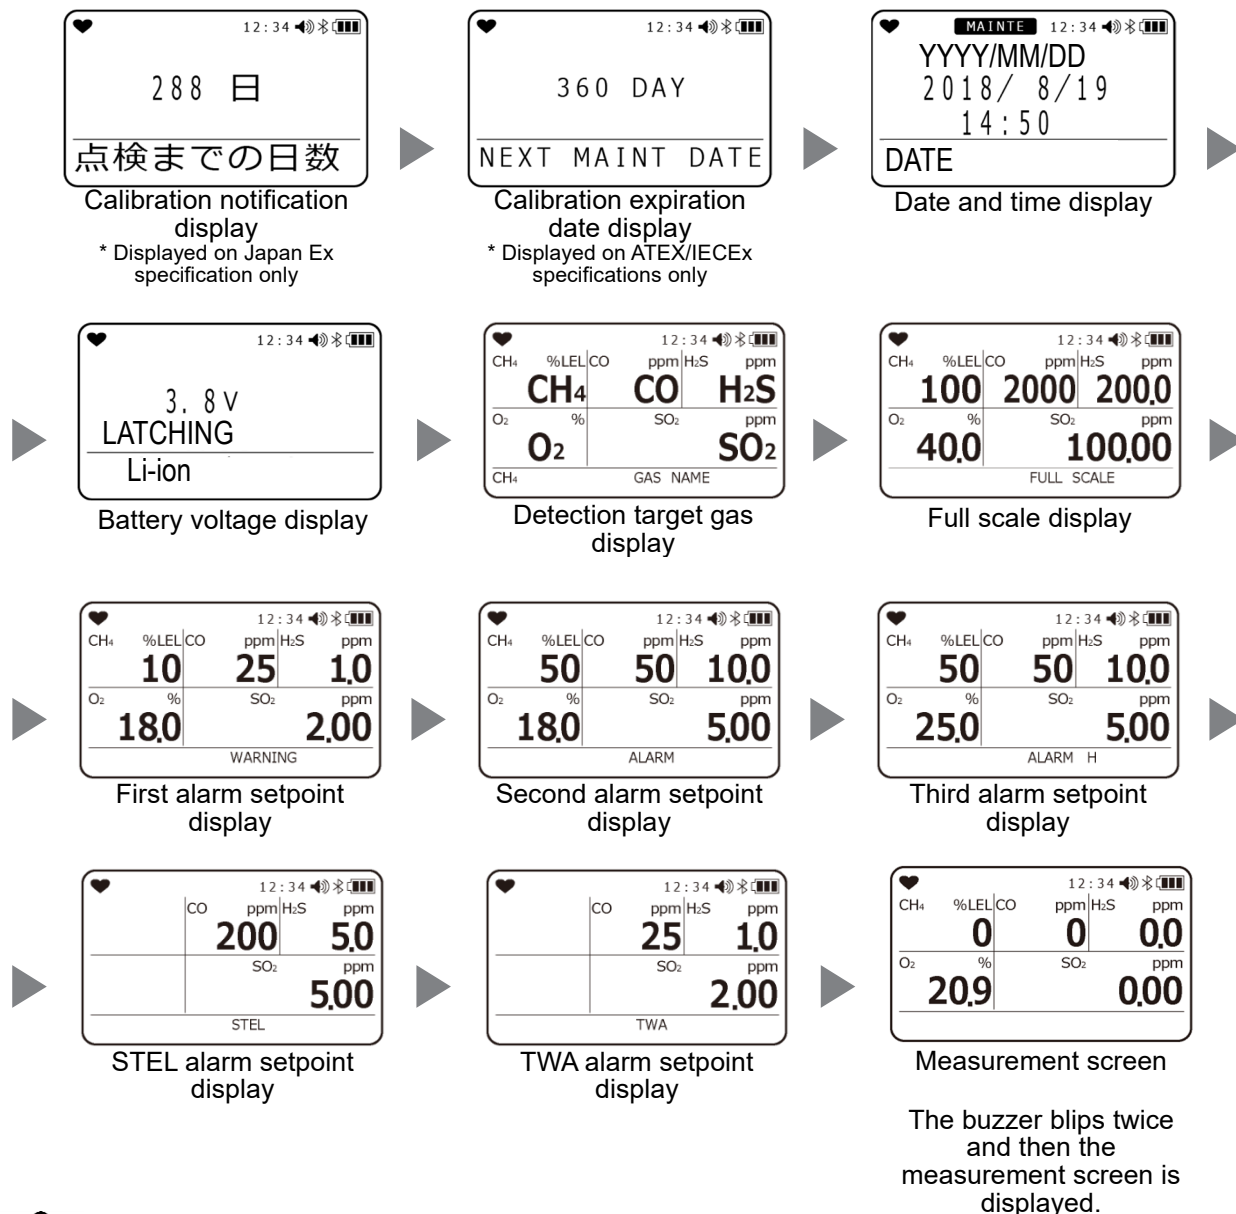 12:34
288 日
点検までの日数
Calibration notification
display
* Displayed on Japan Ex
specification only
12:34
360 DAY
NEXT MAINT DATE
Calibration expiration
date display
* Displayed on ATEX/IECEx
specifications only
MAINTE 12:34
YYYY/MM/DD
2018/ 8/19
14:50
DATE
Date and time display
12:34
3. 8V
LATCHING
Li-ion
Battery voltage display
12:34
CH₄ %LEL CO ppm H₂S ppm
CH₄ CO H₂S
O₂ % SO₂ ppm
O₂ SO₂
CH₄ GAS NAME
Detection target gas
display
12:34
CH₄ %LEL CO ppm H₂S ppm
100 2000 200.0
O₂ % SO₂ ppm
40.0 100.00
FULL SCALE
Full scale display
12:34
CH₄ %LEL CO ppm H₂S ppm
10 25 1.0
O₂ % SO₂ ppm
18.0 2.00
WARNING
First alarm setpoint
display
12:34
CH₄ %LEL CO ppm H₂S ppm
50 50 10.0
O₂ % SO₂ ppm
18.0 5.00
ALARM
Second alarm setpoint
display
12:34
CH₄ %LEL CO ppm H₂S ppm
50 50 10.0
O₂ % SO₂ ppm
25.0 5.00
ALARM H
Third alarm setpoint
display
12:34
CO ppm H₂S ppm
200 5.0
SO₂ ppm
5.00
STEL
STEL alarm setpoint
display
12:34
CO ppm H₂S ppm
25 1.0
SO₂ ppm
2.00
TWA
TWA alarm setpoint
display
12:34
CH₄ %LEL CO ppm H₂S ppm
0 0 0.0
O₂ % SO₂ ppm
20.9 0.00
Measurement screen
The buzzer blips twice
and then the
measurement screen is
displayed.